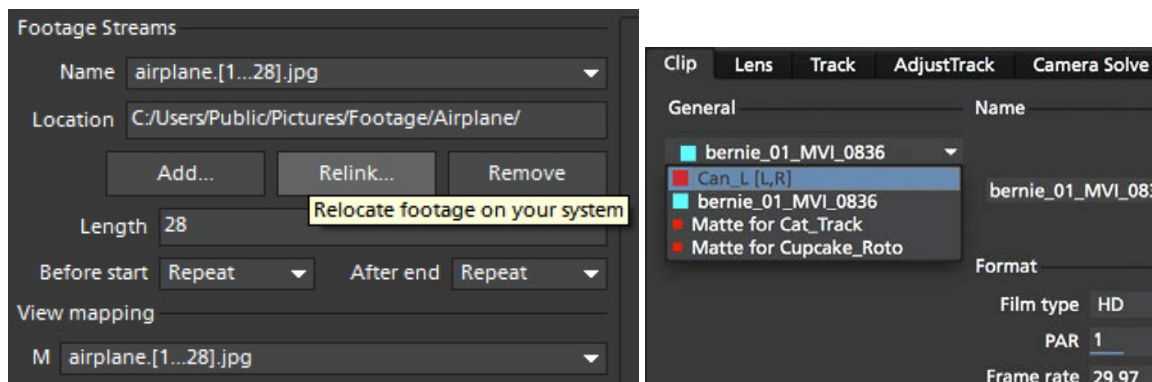 Footage Streams
Name airplane.[1...28].jpg
Location C:/Users/Public/Pictures/Footage/Airplane/
Add... Relink... Remove
Relocate footage on your system
Length 28
Before start Repeat After end Repeat
View mapping
M airplane.[1...28].jpg
Clip Lens Track AdjustTrack Camera Solve
General Name
bernie_01_MVI_0836
Can_L [L,R]
bernie_01_MVI_0836 bernie_01_MVI_083
Matte for Cat_Track
Matte for Cupcake_Roto
Format
Film type HD
PAR 1
Frame rate 29.97